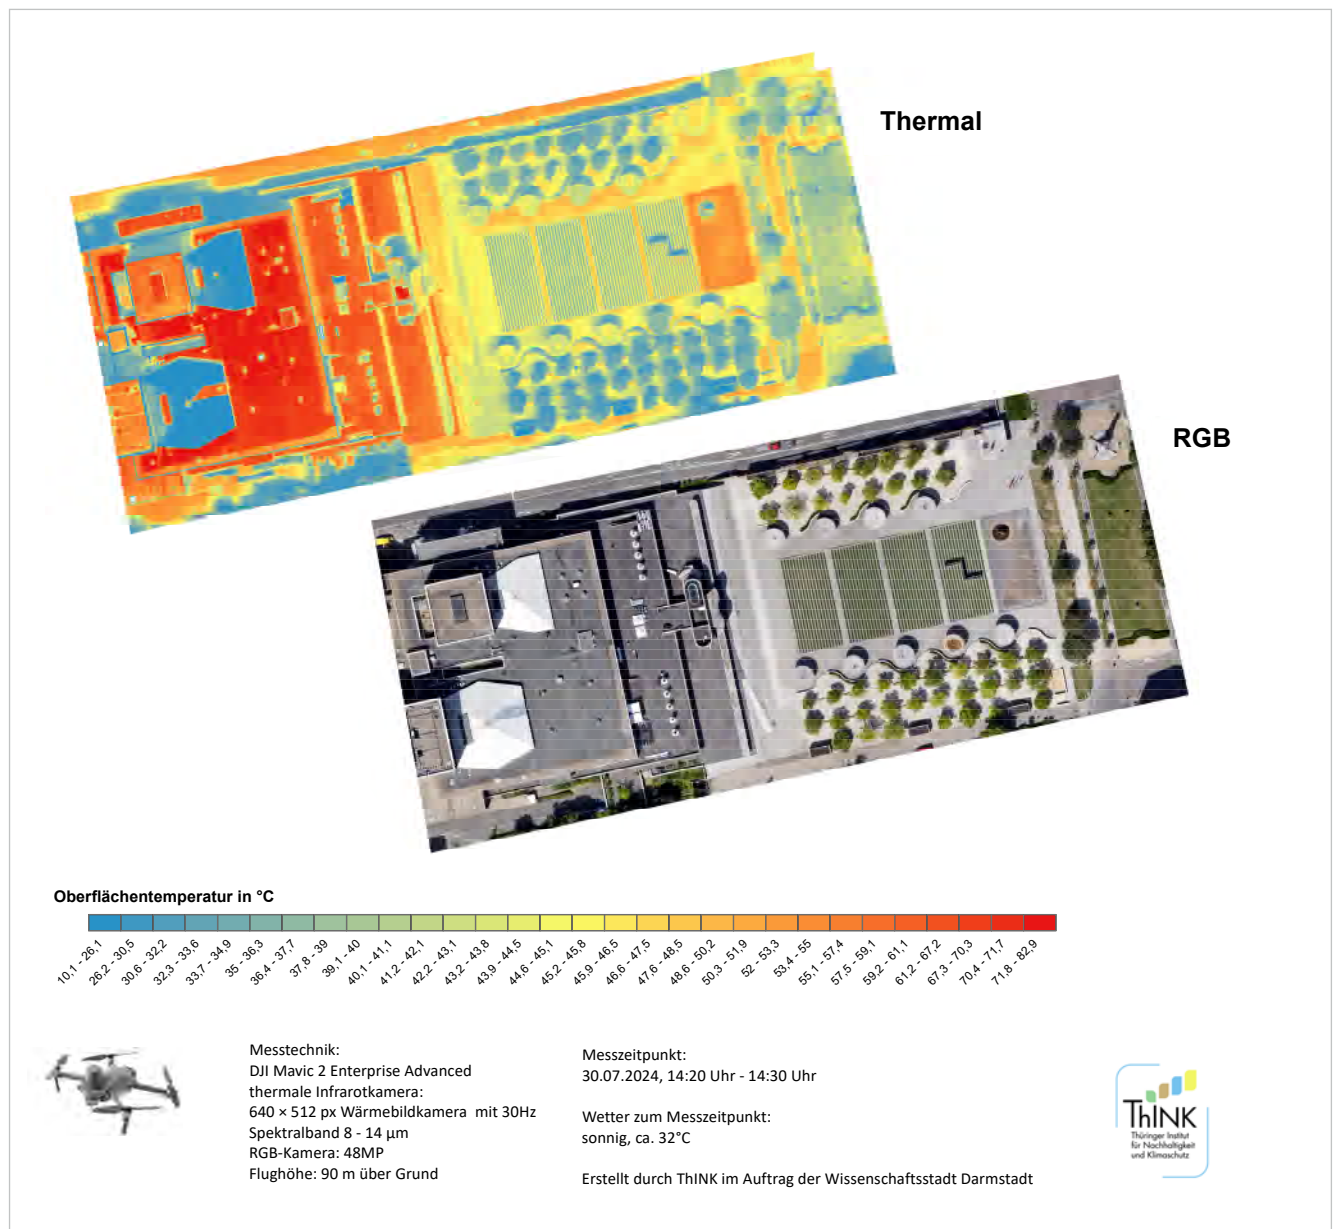 Thermal
RGB
Oberflächentemperatur in °C
10,1 - 26,1
26,2 - 30,5
30,6 - 32,2
32,3 - 33,6
33,7 - 34,9
35 - 36,3
36,4 - 37,7
37,8 - 39
39,1 - 40
40,1 - 41,1
41,2 - 42,1
42,2 - 43,1
43,2 - 43,8
43,9 - 44,5
44,6 - 45,1
45,2 - 45,8
45,9 - 46,5
46,6 - 47,5
47,6 - 48,5
48,6 - 50,2
50,3 - 51,9
52 - 53,3
53,4 - 55
55,1 - 57,4
57,5 - 59,1
59,2 - 61,1
61,2 - 67,2
67,3 - 70,3
70,4 - 71,7
71,8 - 82,9
Messtechnik:
DJI Mavic 2 Enterprise Advanced
thermale Infrarotkamera:
640 × 512 px Wärmebildkamera mit 30Hz
Spektralband 8 - 14 µm
RGB-Kamera: 48MP
Flughöhe: 90 m über Grund
Messzeitpunkt:
30.07.2024, 14:20 Uhr - 14:30 Uhr
Wetter zum Messzeitpunkt:
sonnig, ca. 32°C
Erstellt durch ThINK im Auftrag der Wissenschaftsstadt Darmstadt
ThINK
Thüringer Institut
für Nachhaltigkeit
und Klimaschutz